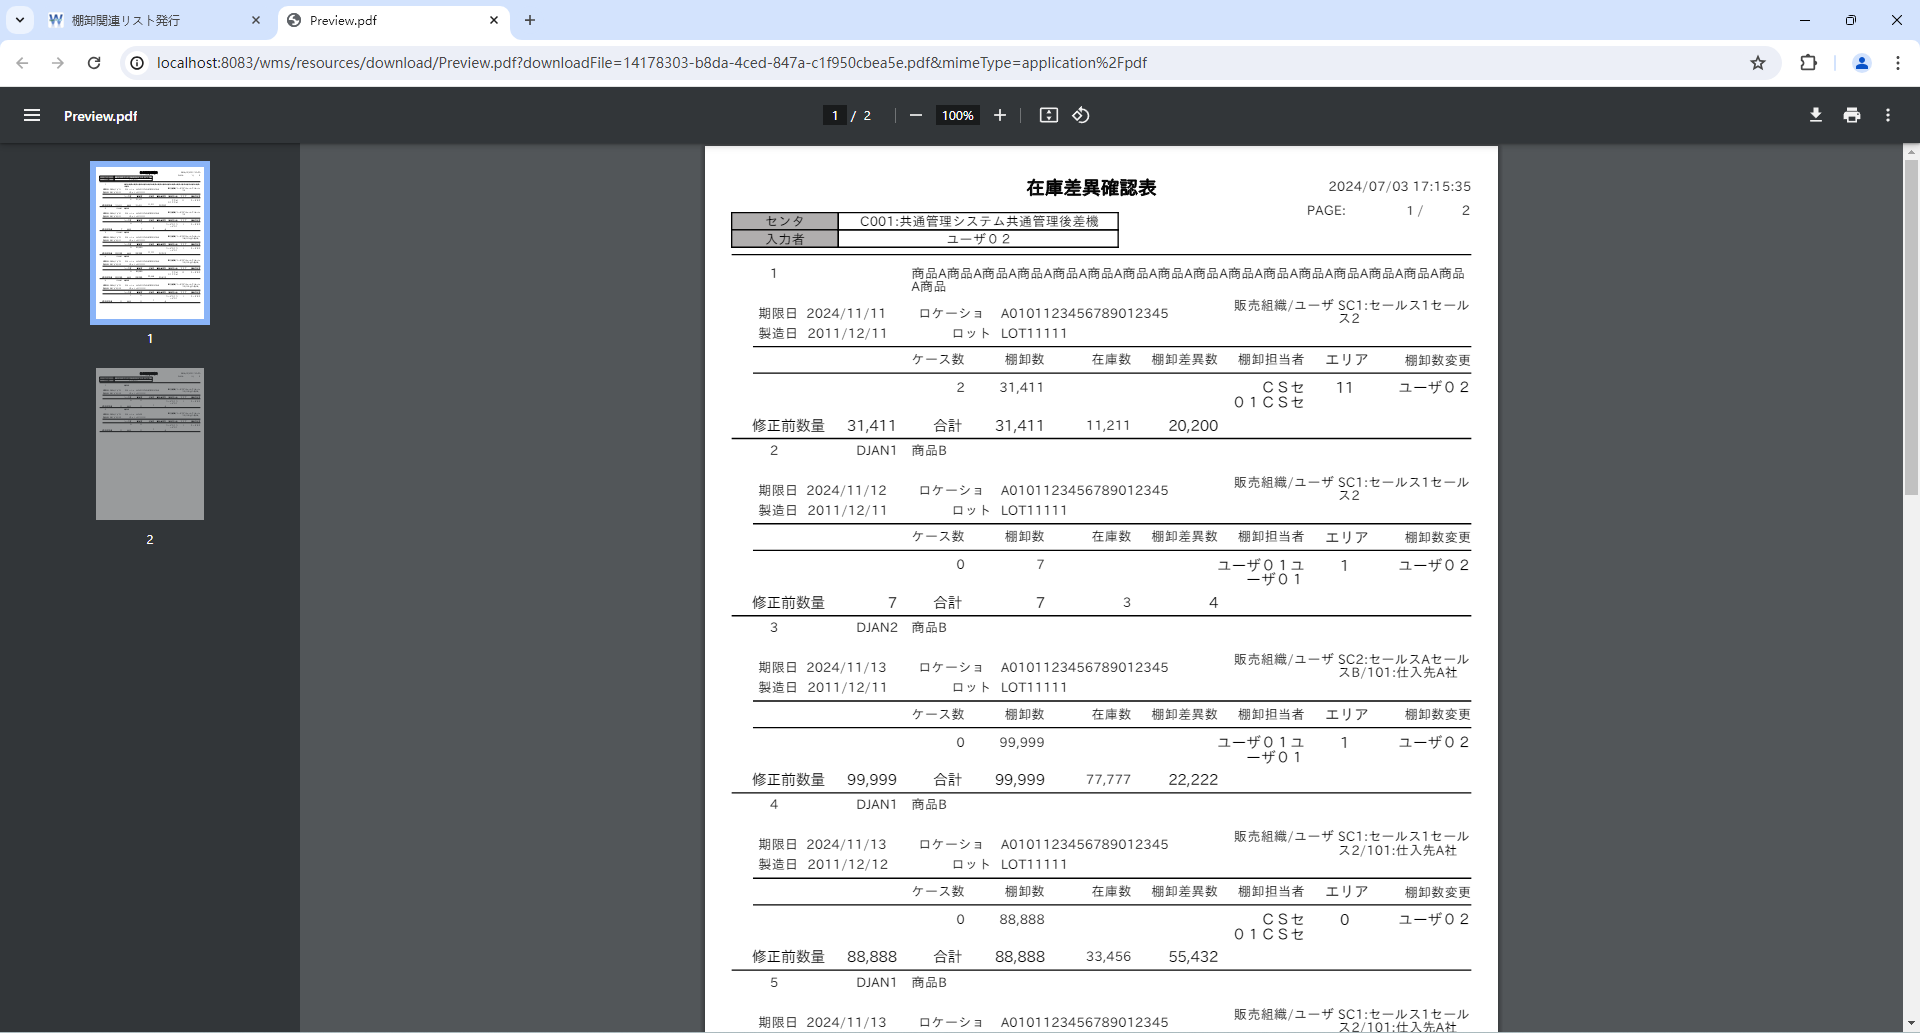 棚卸関連リスト発行
Preview.pdf
localhost:8083/wms/resources/download/Preview.pdf?downloadFile=14178303-b8da-4ced-847a-c1f950cbea5e.pdf&mimeType=application%2Fpdf
Preview.pdf
1 / 2
100%
1
2
在庫差異確認表
2024/07/03 17:15:35
PAGE: 1 / 2
センタ C001:共通管理システム共通管理後差機
入力者 ユーザ０２
1 商品A商品A商品A商品A商品A商品A商品A商品A商品A商品A商品A商品A商品A商品A商品A商品
A商品
販売組織/ユーザ SC1:セールス1セール
ス2
期限日 2024/11/11 ロケーショ A0101123456789012345
製造日 2011/12/11 ロット LOT11111
ケース数 棚卸数 在庫数 棚卸差異数 棚卸担当者 エリア 棚卸数変更
2 31,411 ＣＳセ 11 ユーザ０２
０１ＣＳセ
修正前数量 31,411 合計 31,411 11,211 20,200
2 DJAN1 商品B
販売組織/ユーザ SC1:セールス1セール
ス2
期限日 2024/11/12 ロケーショ A0101123456789012345
製造日 2011/12/11 ロット LOT11111
ケース数 棚卸数 在庫数 棚卸差異数 棚卸担当者 エリア 棚卸数変更
0 7 ユーザ０１ユ 1 ユーザ０２
ーザ０１
修正前数量 7 合計 7 3 4
3 DJAN2 商品B
販売組織/ユーザ SC2:セールスAセール
スB/101:仕入先A社
期限日 2024/11/13 ロケーショ A0101123456789012345
製造日 2011/12/11 ロット LOT11111
ケース数 棚卸数 在庫数 棚卸差異数 棚卸担当者 エリア 棚卸数変更
0 99,999 ユーザ０１ユ 1 ユーザ０２
ーザ０１
修正前数量 99,999 合計 99,999 77,777 22,222
4 DJAN1 商品B
販売組織/ユーザ SC1:セールス1セール
ス2/101:仕入先A社
期限日 2024/11/13 ロケーショ A0101123456789012345
製造日 2011/12/12 ロット LOT11111
ケース数 棚卸数 在庫数 棚卸差異数 棚卸担当者 エリア 棚卸数変更
0 88,888 ＣＳセ 0 ユーザ０２
０１ＣＳセ
修正前数量 88,888 合計 88,888 33,456 55,432
5 DJAN1 商品B
販売組織/ユーザ SC1:セールス1セール
ス2/101:仕入先A社
期限日 2024/11/13 ロケーショ A0101123456789012345